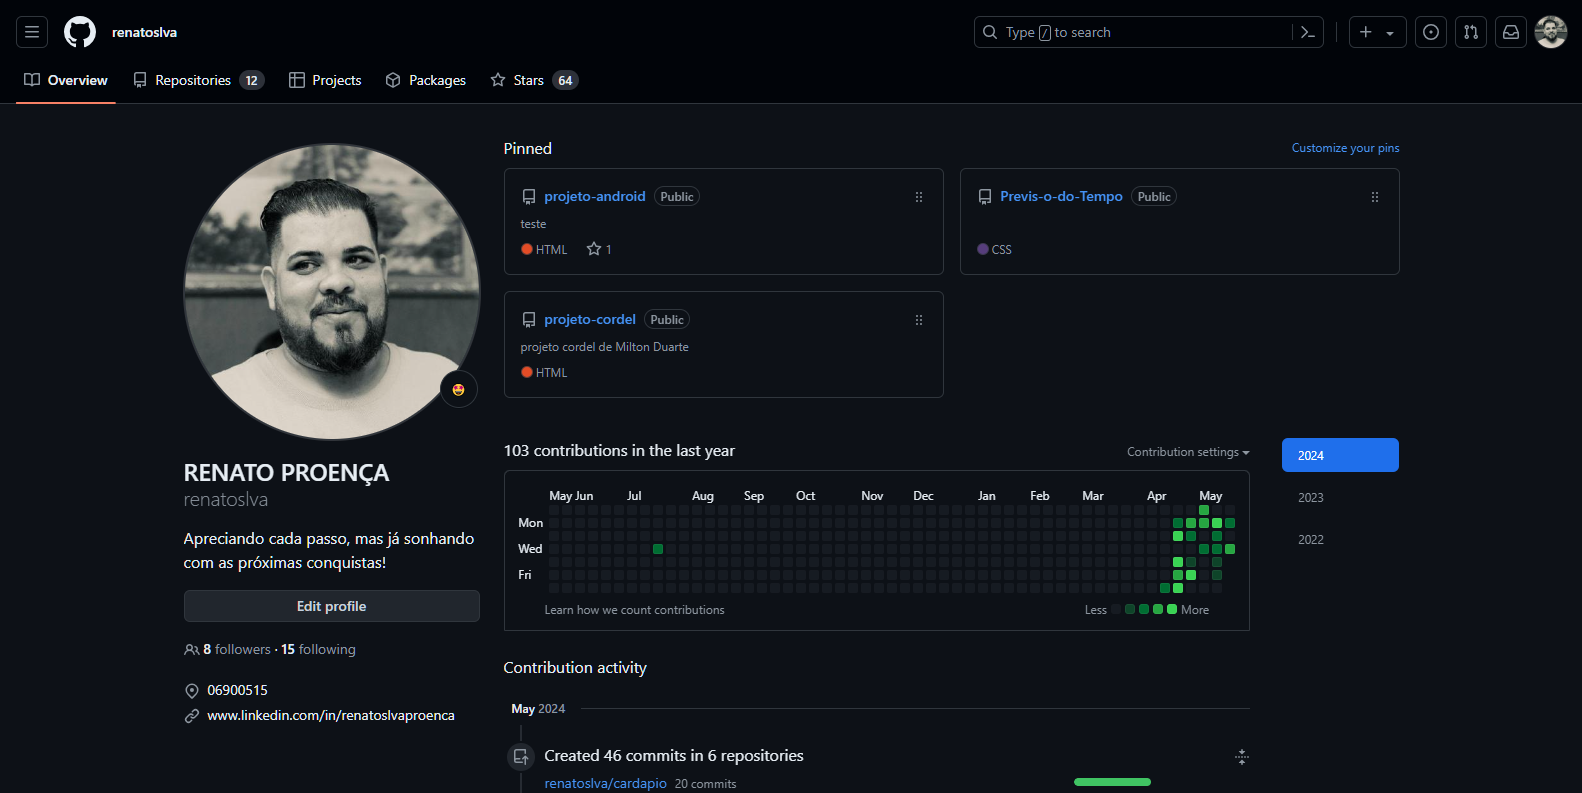 renatoslva
Type / to search
Overview
Repositories 12
Projects
Packages
Stars 64
RENATO PROENÇA
renatoslva
Apreciando cada passo, mas já sonhando
com as próximas conquistas!
Edit profile
8 followers · 15 following
06900515
www.linkedin.com/in/renatoslvaproenca
Pinned
Customize your pins
projeto-android Public
teste
HTML 1
Previs-o-do-Tempo Public
CSS
projeto-cordel Public
projeto cordel de Milton Duarte
HTML
103 contributions in the last year
Contribution settings
2024
2023
2022
May Jun Jul Aug Sep Oct Nov Dec Jan Feb Mar Apr May
Mon
Wed
Fri
Learn how we count contributions
Less More
Contribution activity
May 2024
Created 46 commits in 6 repositories
renatoslva/cardapio 20 commits